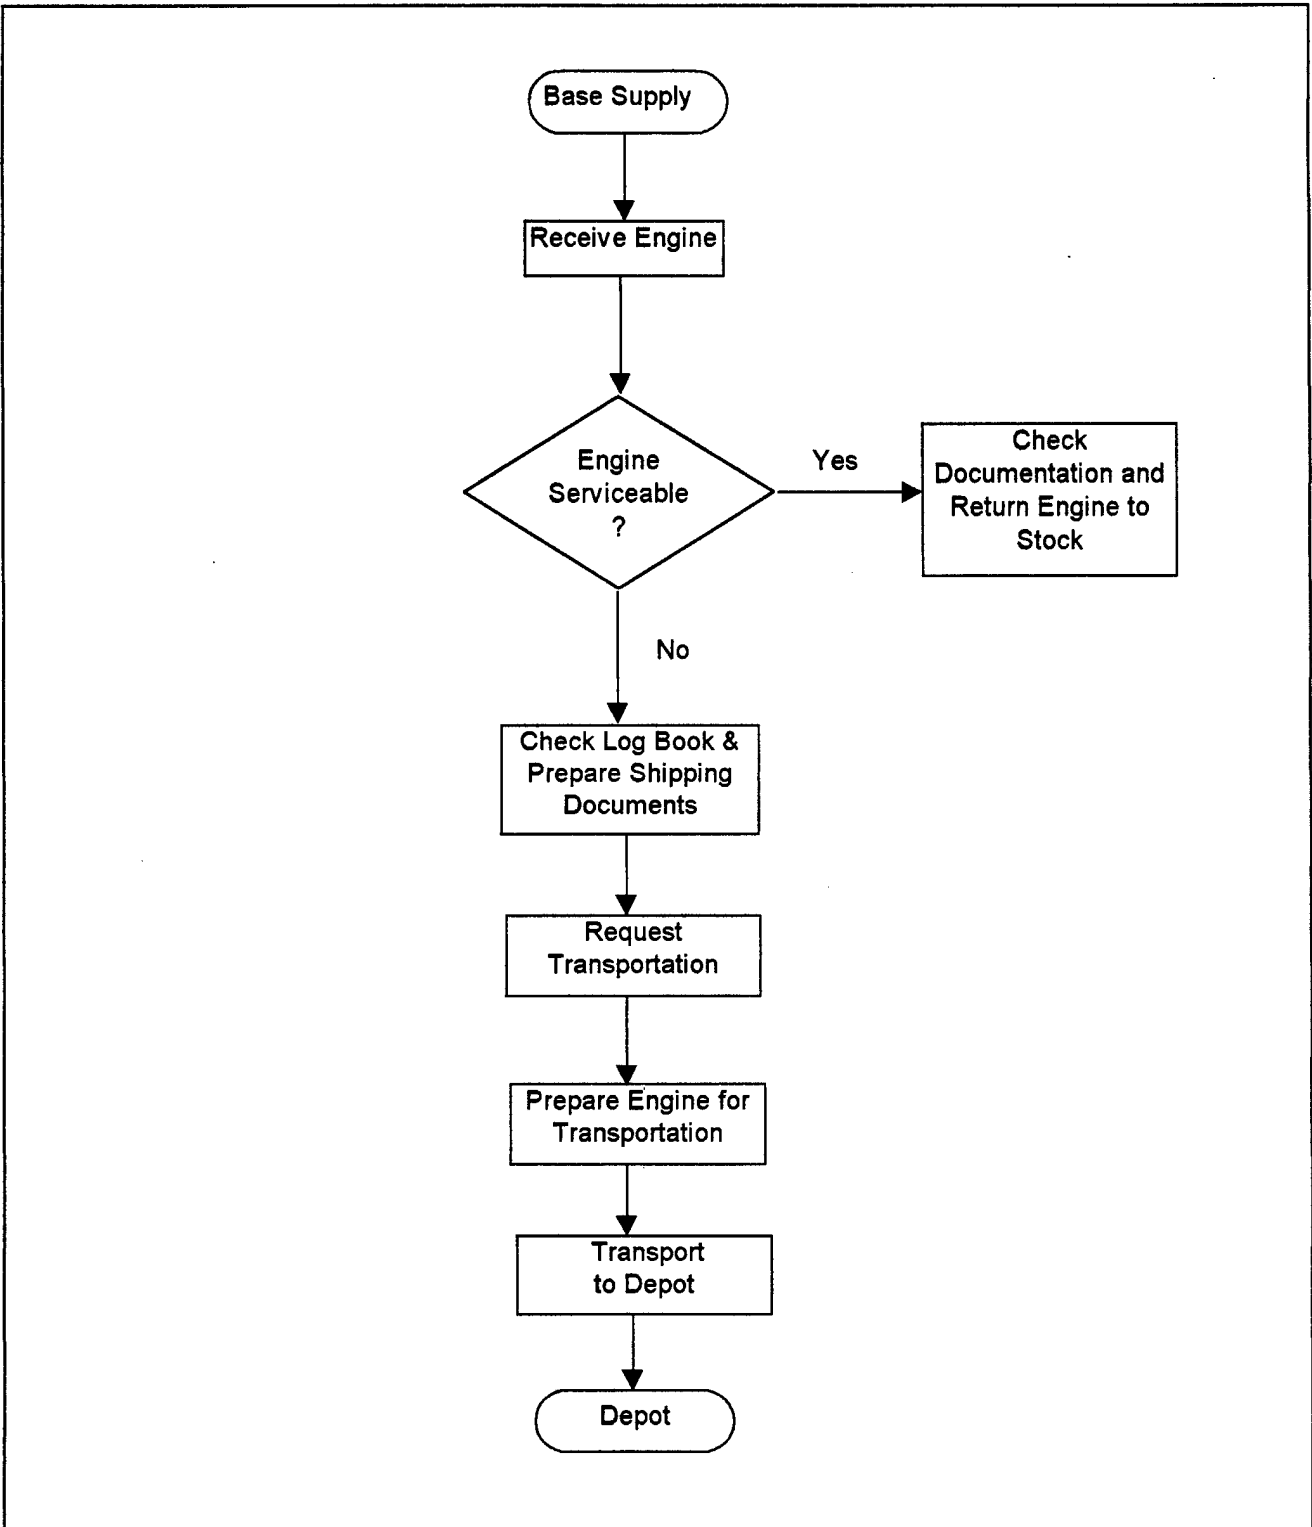 Base Supply
Receive Engine
Engine
Serviceable
?
Yes
Check
Documentation and
Return Engine to
Stock
No
Check Log Book &
Prepare Shipping
Documents
Request
Transportation
Prepare Engine for
Transportation
Transport
to Depot
Depot